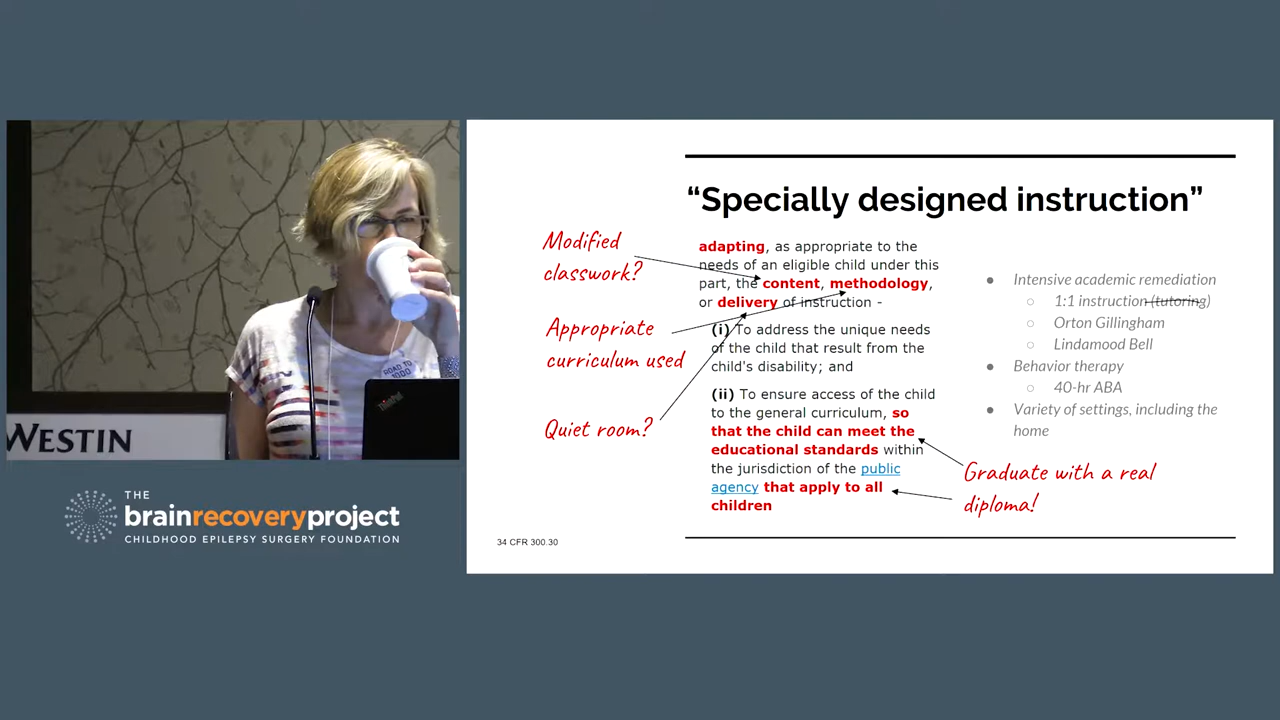 “Specially designed instruction”
Modified
classwork?
Appropriate
curriculum used
Quiet room?
adapting, as appropriate to the
needs of an eligible child under this
part, the content, methodology,
or delivery of instruction -
(i) To address the unique needs
of the child that result from the
child's disability; and
(ii) To ensure access of the child
to the general curriculum, so
that the child can meet the
educational standards within
the jurisdiction of the public
agency that apply to all
children
● Intensive academic remediation
○ 1:1 instruction (tutoring)
○ Orton Gillingham
○ Lindamood Bell
● Behavior therapy
○ 40-hr ABA
● Variety of settings, including the
home
Graduate with a real
diploma!
34 CFR 300.30
ROAD TO
1000
ThinkPad
WESTIN
THE
brainrecoveryproject
CHILDHOOD EPILEPSY SURGERY FOUNDATION